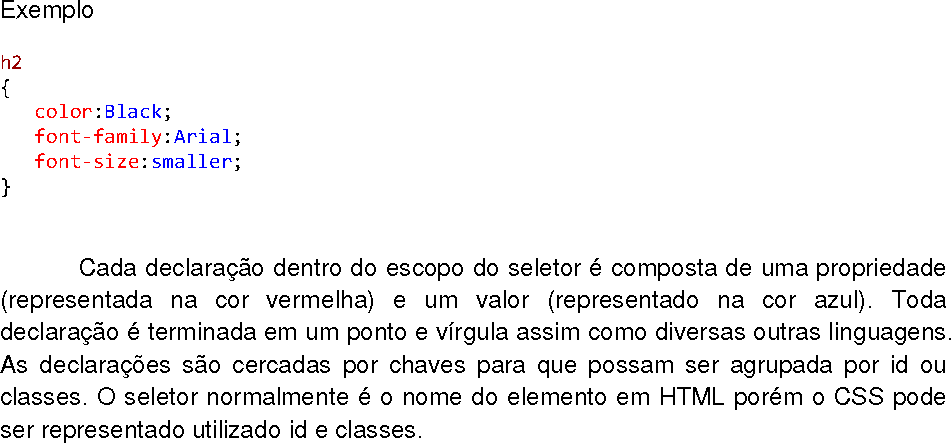 Exemplo
h2
{
color:Black;
font-family:Arial;
font-size:smaller;
}
Cada declaração dentro do escopo do seletor é composta de uma propriedade
(representada na cor vermelha) e um valor (representado na cor azul). Toda
declaração é terminada em um ponto e vírgula assim como diversas outras linguagens.
As declarações são cercadas por chaves para que possam ser agrupada por id ou
classes. O seletor normalmente é o nome do elemento em HTML porém o CSS pode
ser representado utilizado id e classes.